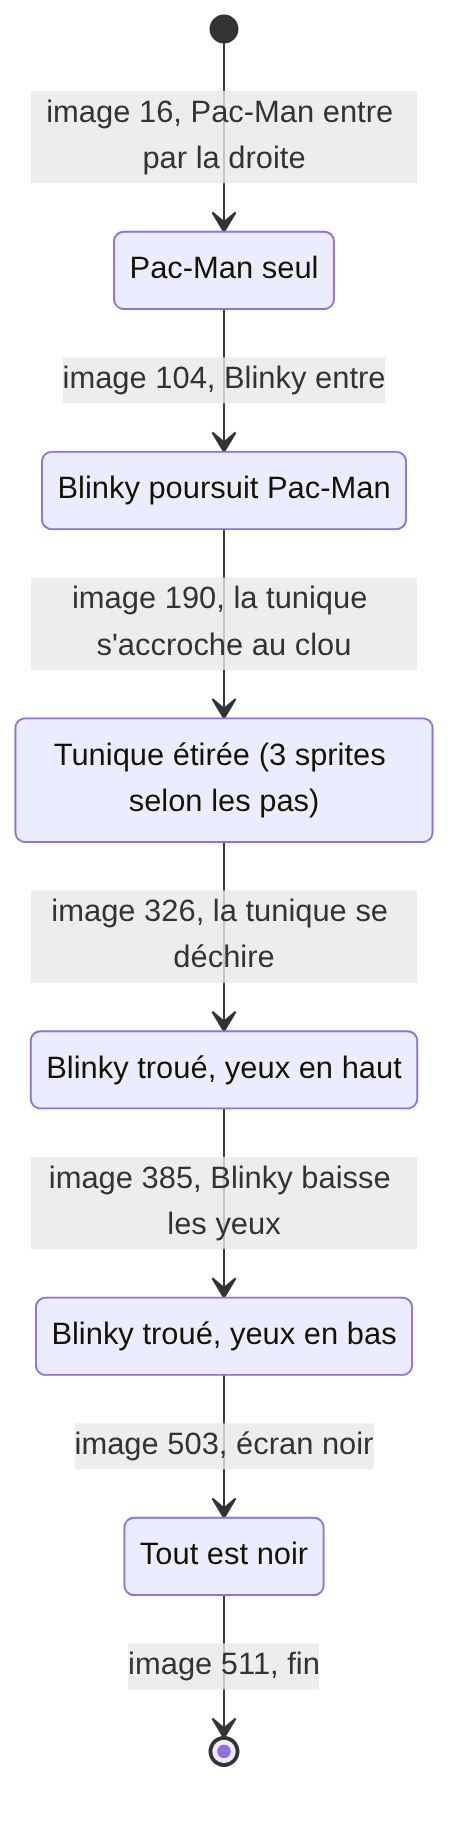 image 16, Pac-Man entre
par la droite
Pac-Man seul
image 104, Blinky entre
Blinky poursuit Pac-Man
image 190, la tunique
s'accroche au clou
Tunique étirée (3 sprites
selon les pas)
image 326, la tunique se
déchire
Blinky troué, yeux en haut
image 385, Blinky baisse
les yeux
Blinky troué, yeux en bas
image 503, écran noir
Tout est noir
image 511, fin